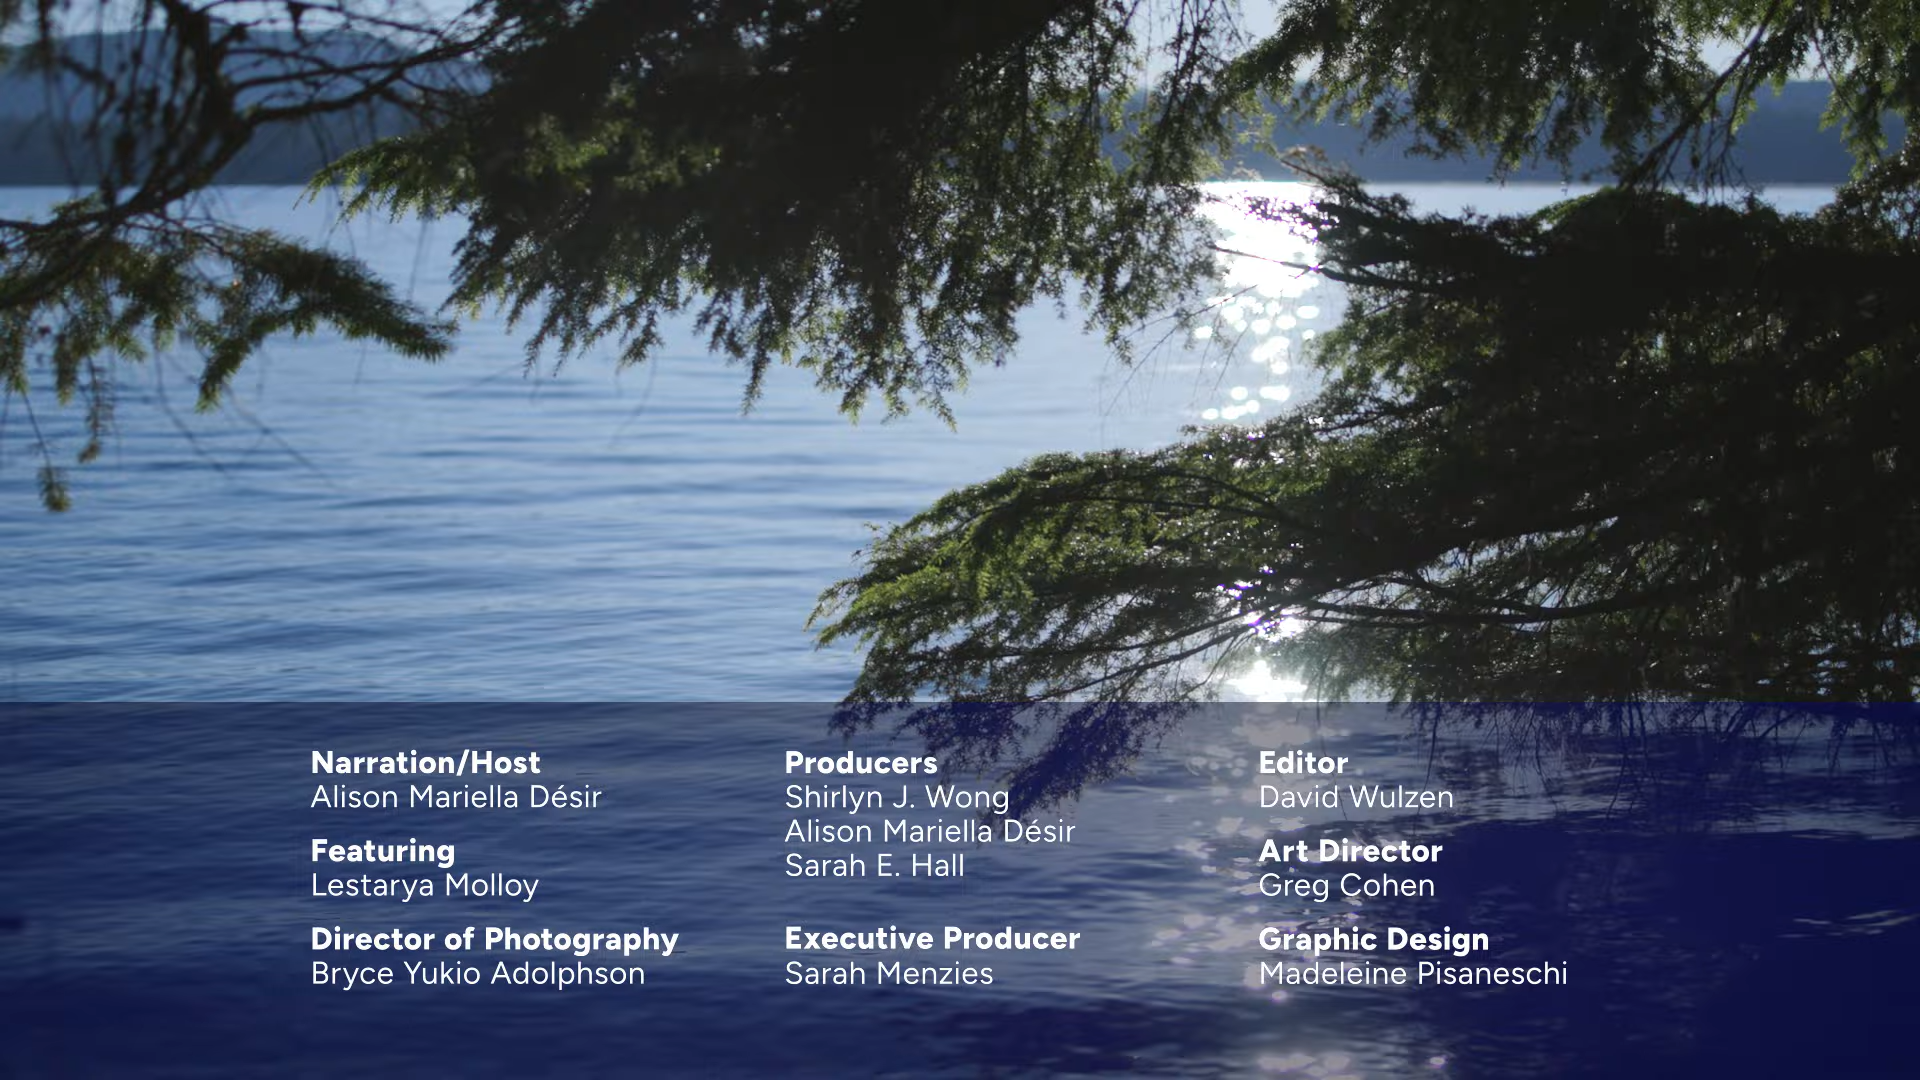 Narration/Host
Alison Mariella Désir
Featuring
Lestarya Molloy
Director of Photography
Bryce Yukio Adolphson
Producers
Shirlyn J. Wong
Alison Mariella Désir
Sarah E. Hall
Executive Producer
Sarah Menzies
Editor
David Wulzen
Art Director
Greg Cohen
Graphic Design
Madeleine Pisaneschi